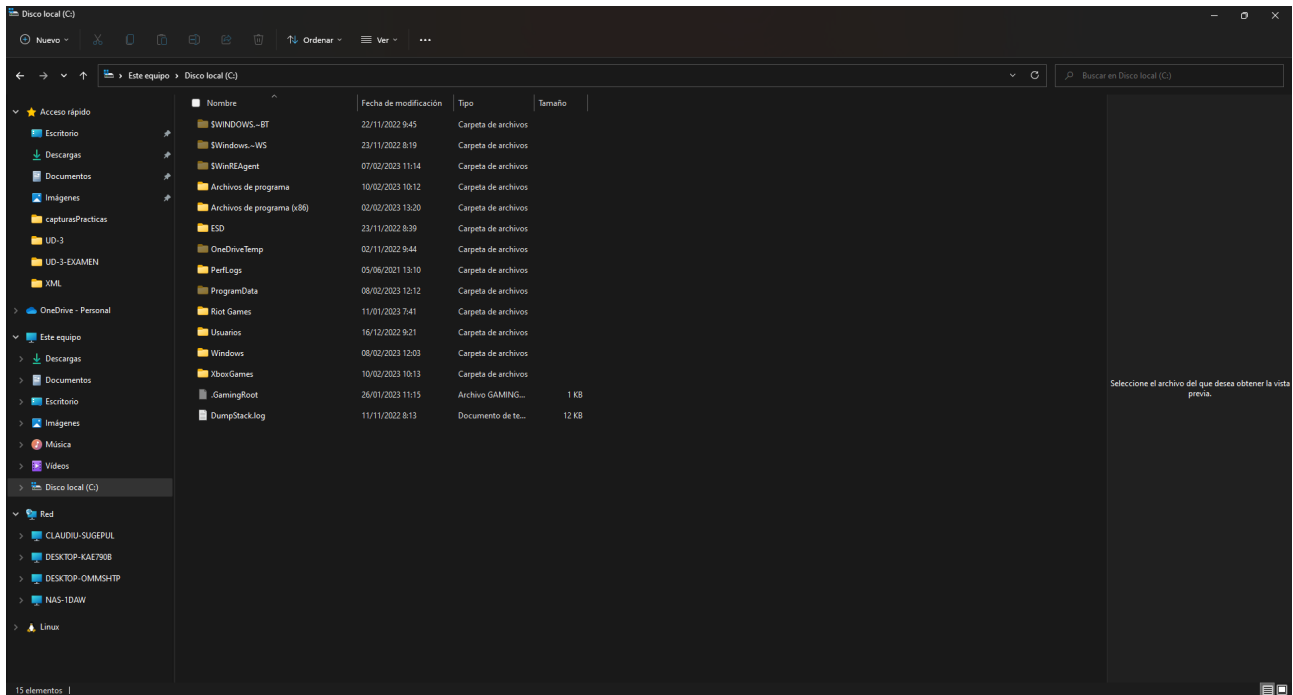 Disco local (C:)
Nuevo Ordenar Ver ...
Este equipo > Disco local (C:) Buscar en Disco local (C:)
Acceso rápido
Escritorio
Descargas
Documentos
Imágenes
capturasPracticas
UD-3
UD-3-EXAMEN
XML
OneDrive - Personal
Este equipo
Descargas
Documentos
Escritorio
Imágenes
Música
Vídeos
Disco local (C:)
Red
CLAUDIU-SUGEPUL
DESKTOP-KAE790B
DESKTOP-OMMSHTP
NAS-1DAW
Linux
Nombre Fecha de modificación Tipo Tamaño
$WINDOWS.~BT 22/11/2022 9:45 Carpeta de archivos
$Windows.~WS 23/11/2022 8:19 Carpeta de archivos
$WinREAgent 07/02/2023 11:14 Carpeta de archivos
Archivos de programa 10/02/2023 10:12 Carpeta de archivos
Archivos de programa (x86) 02/02/2023 13:20 Carpeta de archivos
ESD 23/11/2022 8:39 Carpeta de archivos
OneDriveTemp 02/11/2022 9:44 Carpeta de archivos
PerfLogs 05/06/2021 13:10 Carpeta de archivos
ProgramData 08/02/2023 12:12 Carpeta de archivos
Riot Games 11/01/2023 7:41 Carpeta de archivos
Usuarios 16/12/2022 9:21 Carpeta de archivos
Windows 08/02/2023 12:03 Carpeta de archivos
XboxGames 10/02/2023 10:13 Carpeta de archivos
.GamingRoot 26/01/2023 11:15 Archivo GAMING... 1 KB
DumpStack.log 11/11/2022 8:13 Documento de te... 12 KB
Seleccione el archivo del que desea obtener la vista
previa.
15 elementos